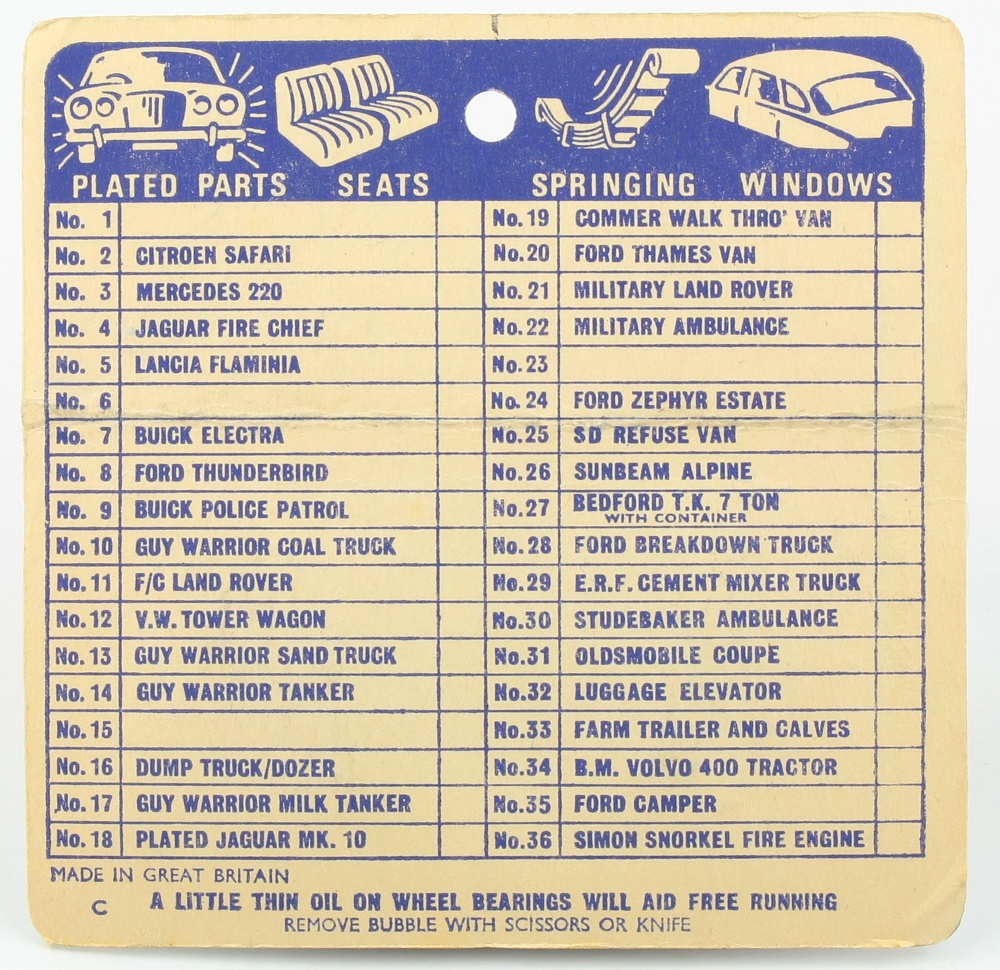 PLATED PARTS SEATS SPRINGING WINDOWS
No. 1
No. 2 CITROEN SAFARI
No. 3 MERCEDES 220
No. 4 JAGUAR FIRE CHIEF
No. 5 LANCIA FLAMINIA
No. 6
No. 7 BUICK ELECTRA
No. 8 FORD THUNDERBIRD
No. 9 BUICK POLICE PATROL
No. 10 GUY WARRIOR COAL TRUCK
No. 11 F/C LAND ROVER
No. 12 V.W. TOWER WAGON
No. 13 GUY WARRIOR SAND TRUCK
No. 14 GUY WARRIOR TANKER
No. 15
No. 16 DUMP TRUCK/DOZER
No. 17 GUY WARRIOR MILK TANKER
No. 18 PLATED JAGUAR MK. 10
No. 19 COMMER WALK THRO' VAN
No. 20 FORD THAMES VAN
No. 21 MILITARY LAND ROVER
No. 22 MILITARY AMBULANCE
No. 23
No. 24 FORD ZEPHYR ESTATE
No. 25 SD REFUSE VAN
No. 26 SUNBEAM ALPINE
No. 27 BEDFORD T.K. 7 TON
WITH CONTAINER
No. 28 FORD BREAKDOWN TRUCK
No. 29 E.R.F. CEMENT MIXER TRUCK
No. 30 STUDEBAKER AMBULANCE
No. 31 OLDSMOBILE COUPE
No. 32 LUGGAGE ELEVATOR
No. 33 FARM TRAILER AND CALVES
No. 34 B.M. VOLVO 400 TRACTOR
No. 35 FORD CAMPER
No. 36 SIMON SNORKEL FIRE ENGINE
MADE IN GREAT BRITAIN
C A LITTLE THIN OIL ON WHEEL BEARINGS WILL AID FREE RUNNING
REMOVE BUBBLE WITH SCISSORS OR KNIFE